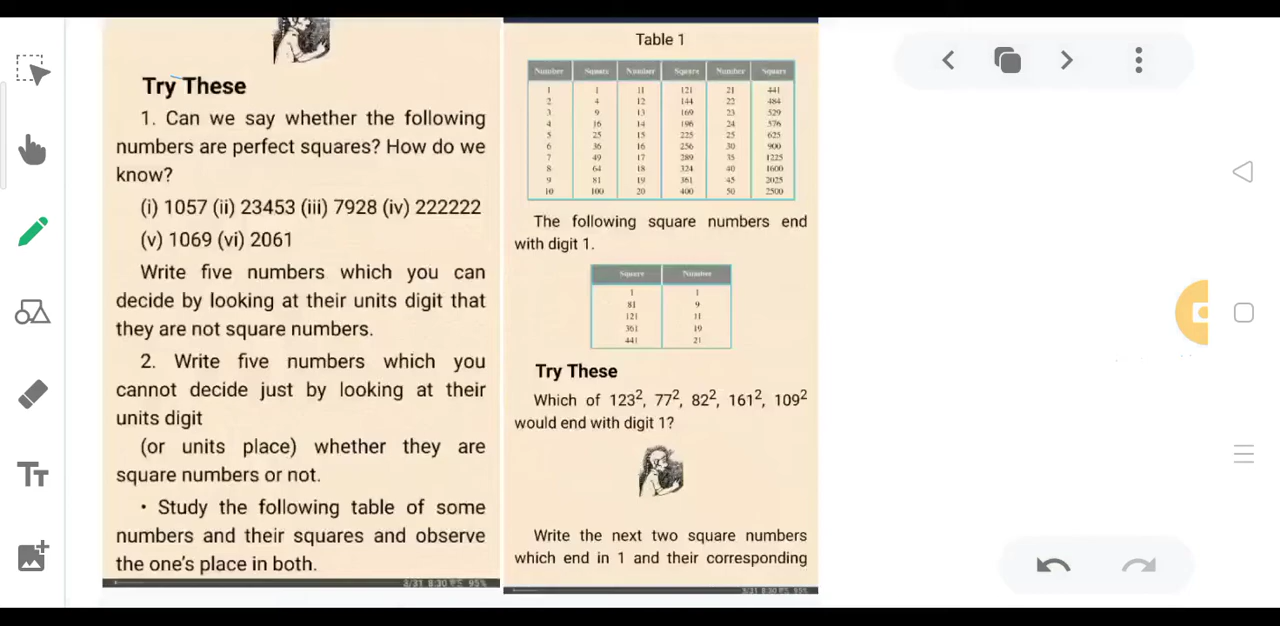 Try These
1. Can we say whether the following
numbers are perfect squares? How do we
know?
(i) 1057 (ii) 23453 (iii) 7928 (iv) 222222
(v) 1069 (vi) 2061
Write five numbers which you can
decide by looking at their units digit that
they are not square numbers.
2. Write five numbers which you
cannot decide just by looking at their
units digit
(or units place) whether they are
square numbers or not.
• Study the following table of some
numbers and their squares and observe
the one's place in both.
Table 1
Number Square Number Square Number Square
1 1 11 121 21 441
2 4 12 144 22 484
3 9 13 169 23 529
4 16 14 196 24 576
5 25 15 225 25 625
6 36 16 256 30 900
7 49 17 289 35 1225
8 64 18 324 40 1600
9 81 19 361 45 2025
10 100 20 400 50 2500
The following square numbers end
with digit 1.
Square Number
1 1
81 9
121 11
361 19
441 21
Try These
Which of 123², 77², 82², 161², 109²
would end with digit 1?
Write the next two square numbers
which end in 1 and their corresponding
Tт